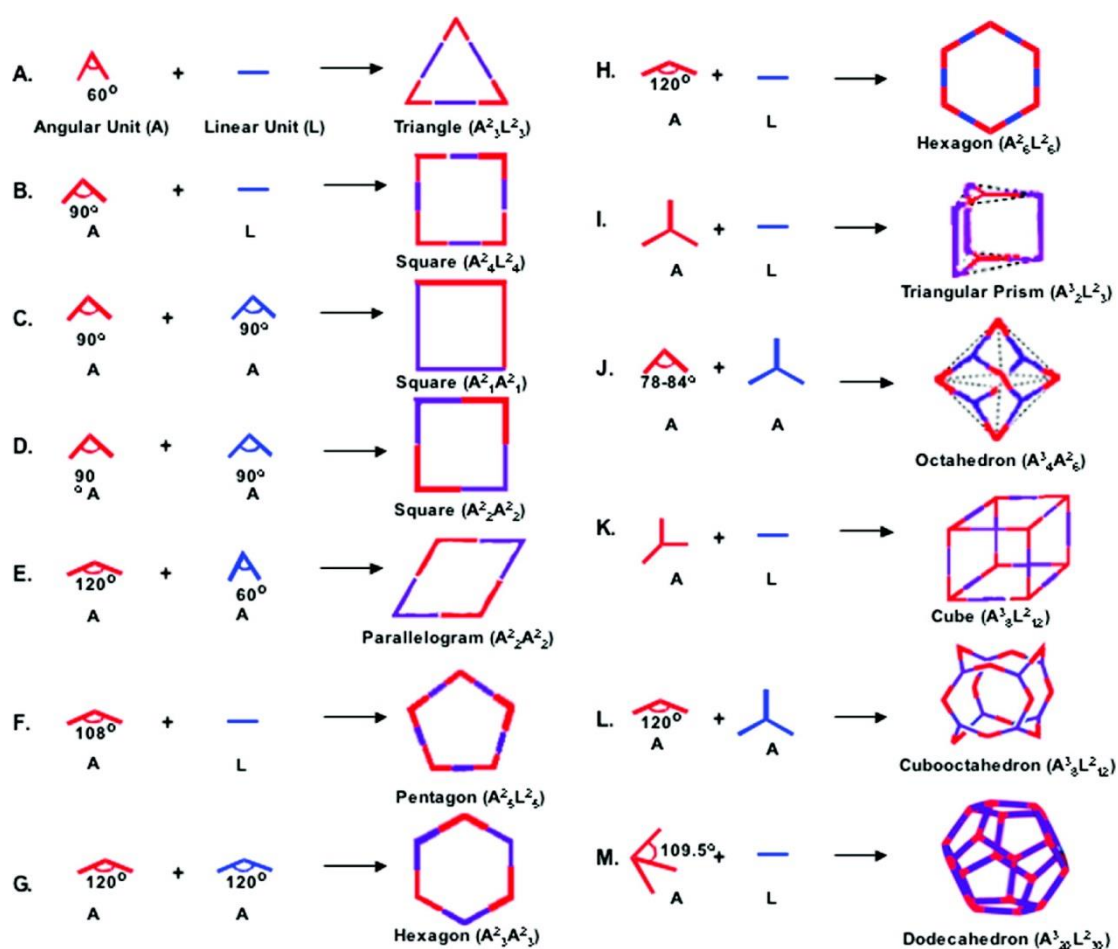 A. 60° + →
Angular Unit (A) Linear Unit (L) Triangle (A²₃L²₃)
B. 90° + →
A L
Square (A²₄L²₄)
C. 90° + 90° →
A A
Square (A²₁A²₁)
D. 90 ° + 90° →
A A
Square (A²₂A²₂)
E. 120° + 60° →
A A
Parallelogram (A²₂A²₂)
F. 108° + →
A L
Pentagon (A²₅L²₅)
G. 120° + 120° →
A A
Hexagon (A²₃A²₃)
H. 120° + →
A L
Hexagon (A²₆L²₆)
I. + →
A L
Triangular Prism (A³₂L²₃)
J. 78-84° + →
A A
Octahedron (A³₄A²₆)
K. + →
A L
Cube (A³₈L²₁₂)
L. 120° + →
A A
Cubooctahedron (A³₈L²₁₂)
M. 109.5° + →
A L
Dodecahedron